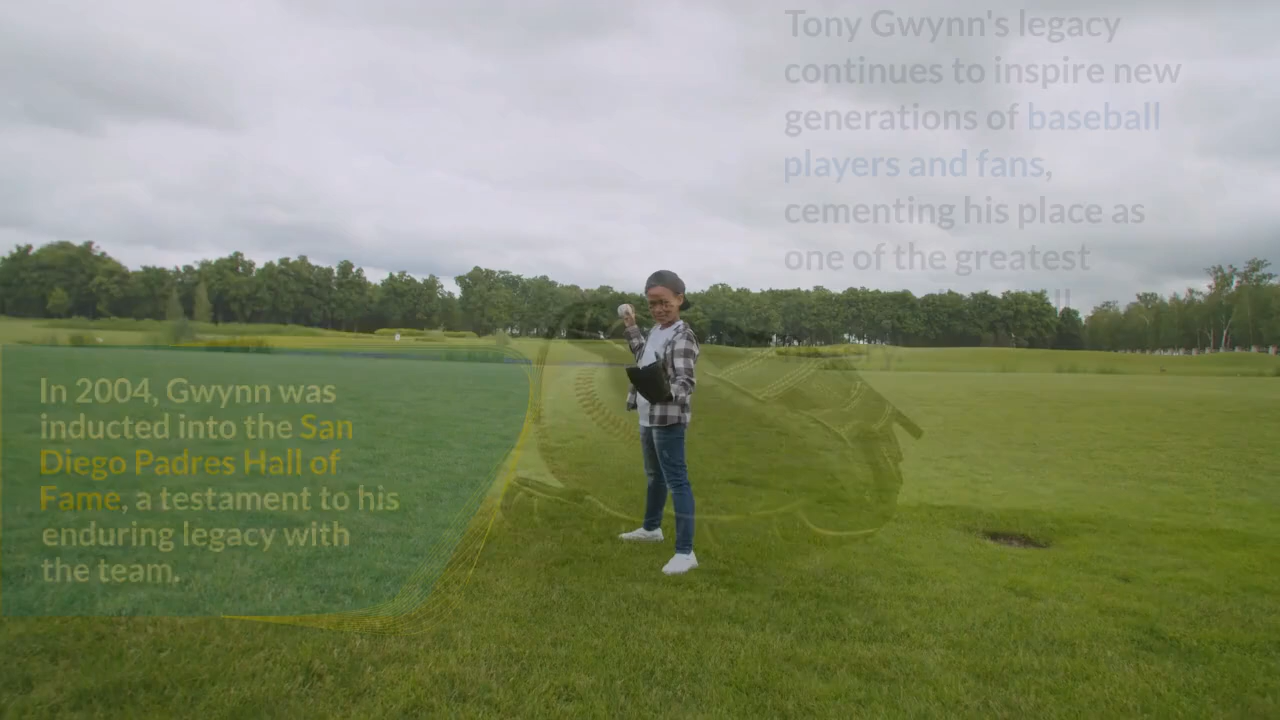 Tony Gwynn's legacy
continues to inspire new
generations of baseball
players and fans,
cementing his place as
one of the greatest
In 2004, Gwynn was
inducted into the San
Diego Padres Hall of
Fame, a testament to his
enduring legacy with
the team.